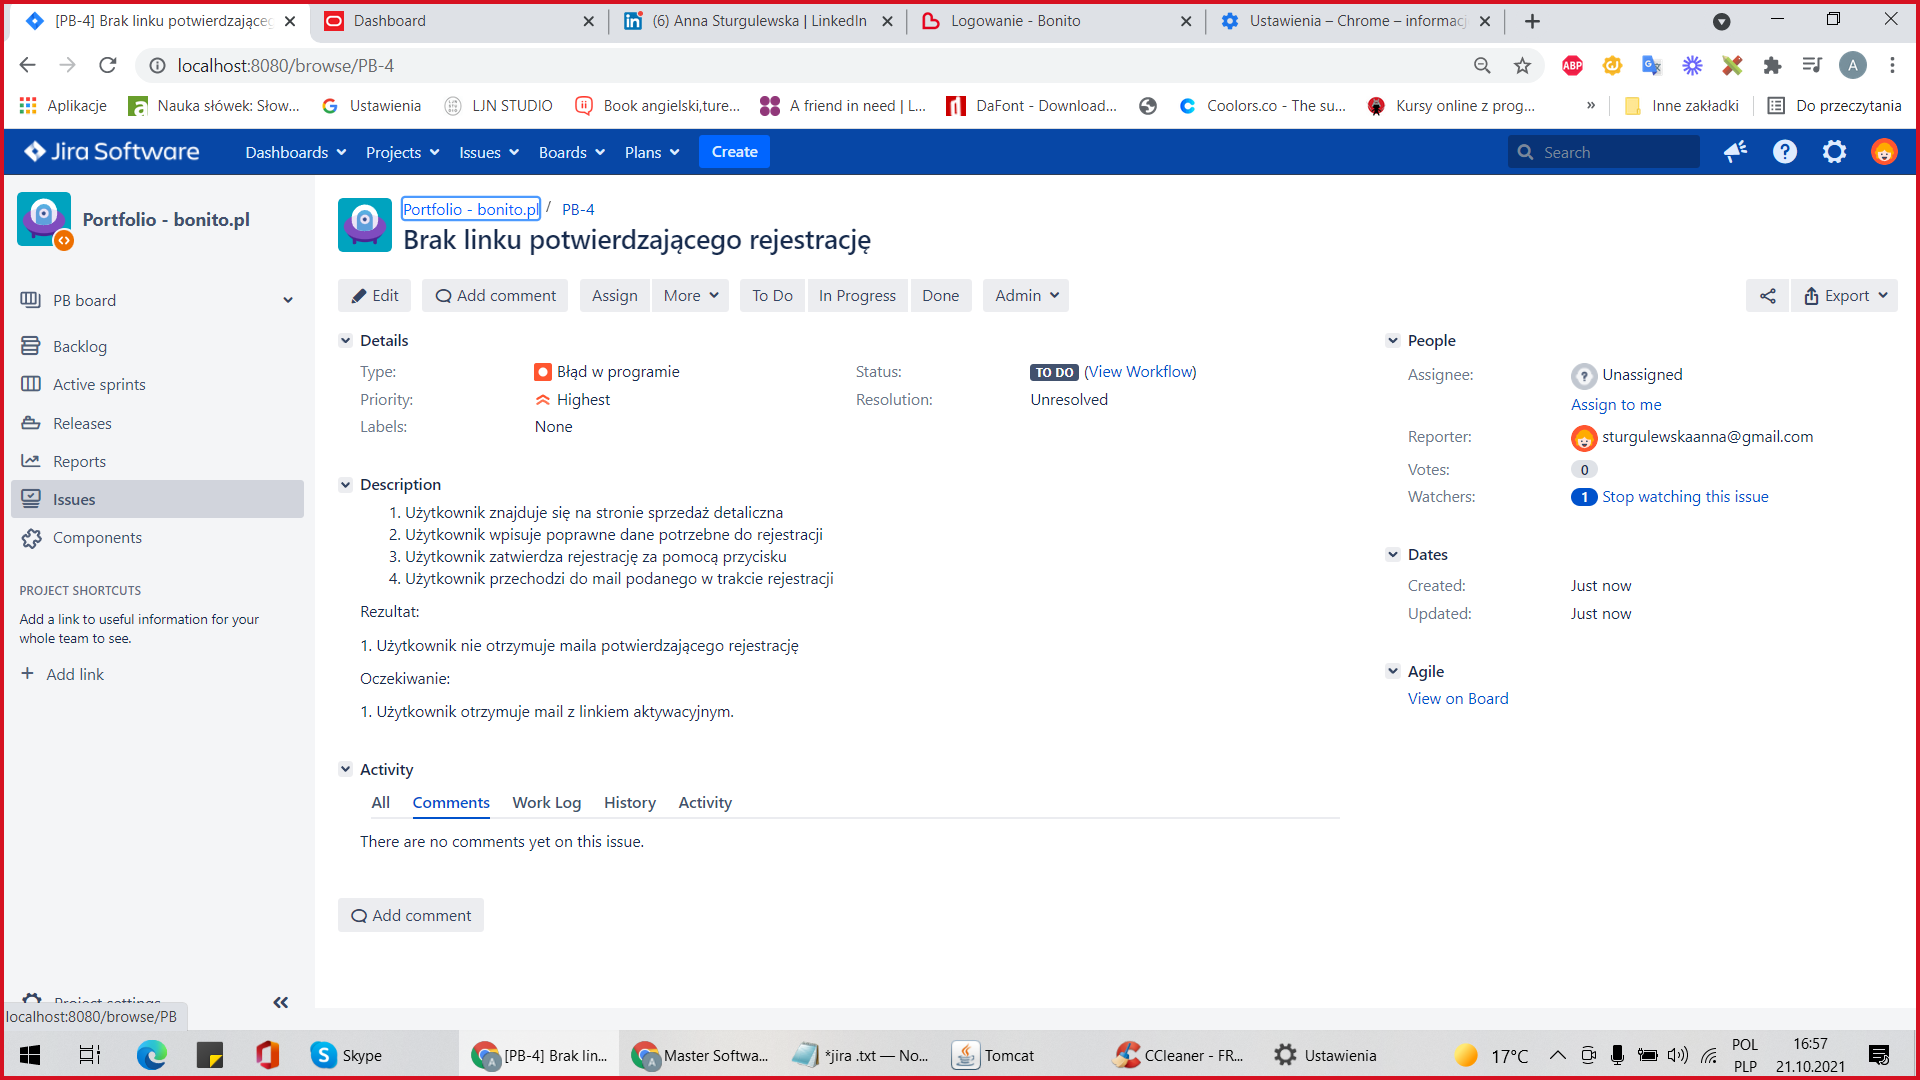 [PB-4] Brak linku potwierdzającego
Dashboard
(6) Anna Sturgulewska | LinkedIn
Logowanie - Bonito
Ustawienia – Chrome – informacj
localhost:8080/browse/PB-4
ABP
A
Aplikacje
Nauka słówek: Słow...
Ustawienia
LJN STUDIO
Book angielski,ture...
A friend in need | L...
DaFont - Download...
Coolors.co - The su...
Kursy online z prog...
»
Inne zakładki
Do przeczytania
Jira Software
Dashboards
Projects
Issues
Boards
Plans
Create
Search
Portfolio - bonito.pl
PB board
Backlog
Active sprints
Releases
Reports
Issues
Components
PROJECT SHORTCUTS
Add a link to useful information for your
whole team to see.
+ Add link
Project settings
localhost:8080/browse/PB
Portfolio - bonito.pl / PB-4
Brak linku potwierdzającego rejestrację
Edit
Add comment
Assign
More
To Do
In Progress
Done
Admin
Export
Details
Type: Błąd w programie
Status: TO DO (View Workflow)
Priority: Highest
Resolution: Unresolved
Labels: None
Description
1. Użytkownik znajduje się na stronie sprzedaż detaliczna
2. Użytkownik wpisuje poprawne dane potrzebne do rejestracji
3. Użytkownik zatwierdza rejestrację za pomocą przycisku
4. Użytkownik przechodzi do mail podanego w trakcie rejestracji
Rezultat:
1. Użytkownik nie otrzymuje maila potwierdzającego rejestrację
Oczekiwanie:
1. Użytkownik otrzymuje mail z linkiem aktywacyjnym.
Activity
All
Comments
Work Log
History
Activity
There are no comments yet on this issue.
Add comment
People
Assignee: Unassigned
Assign to me
Reporter: sturgulewskaanna@gmail.com
Votes: 0
Watchers: 1 Stop watching this issue
Dates
Created: Just now
Updated: Just now
Agile
View on Board
Skype
[PB-4] Brak lin...
Master Softwa...
*jira .txt — No...
Tomcat
CCleaner - FR...
Ustawienia
17°C
POL
PLP
16:57
21.10.2021